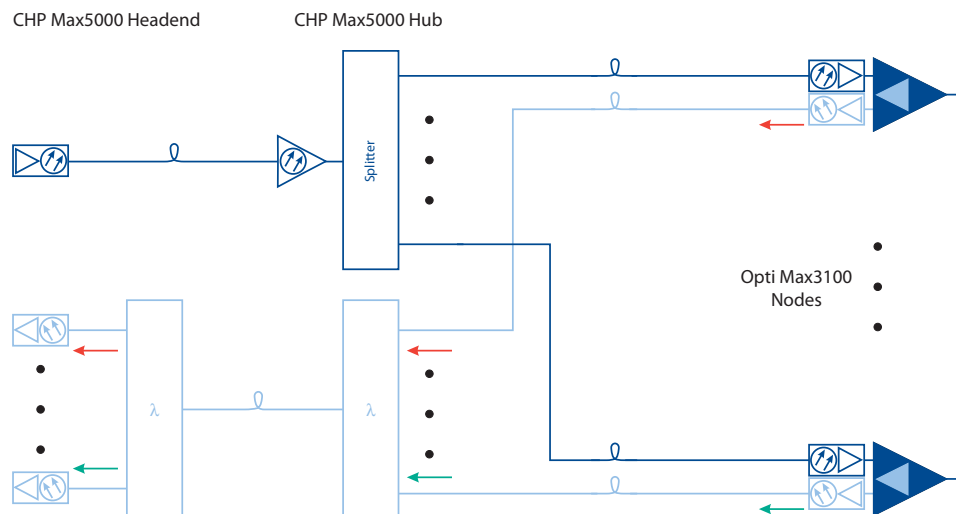 CHP Max5000 Headend
CHP Max5000 Hub
Splitter
Opti Max3100
Nodes
λ
λ